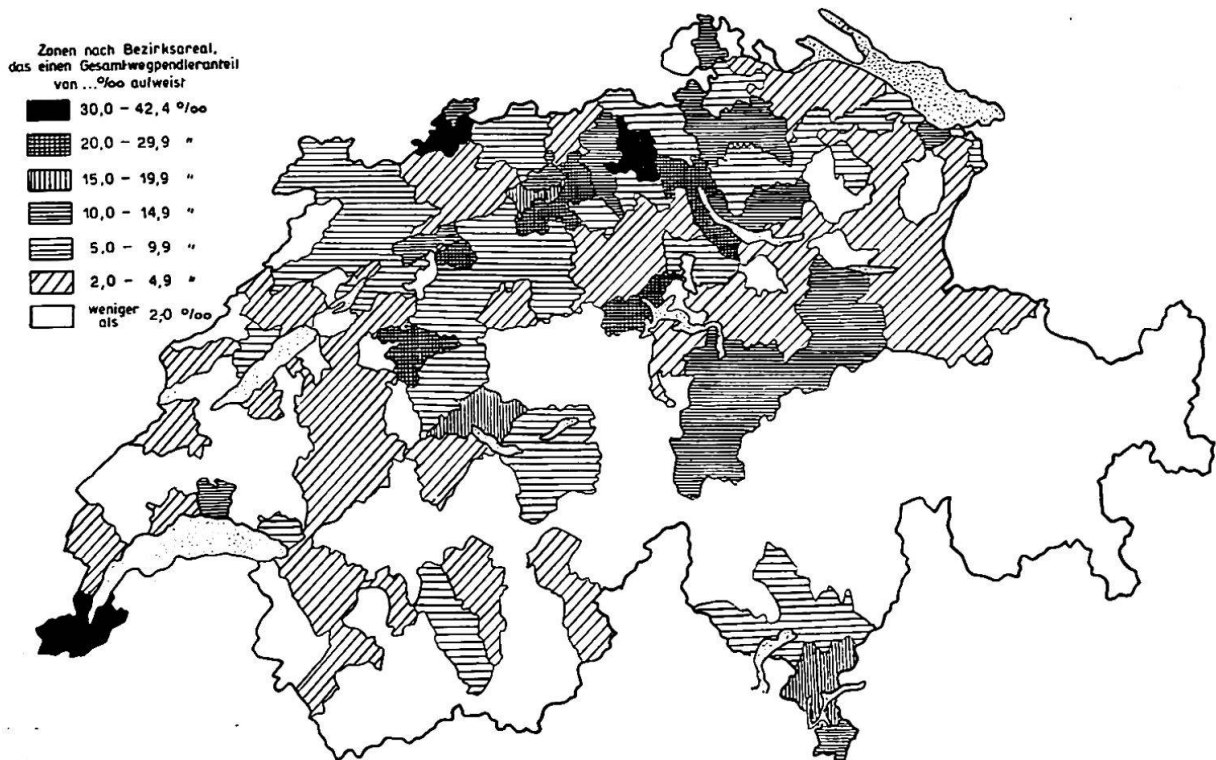 Zonen nach Bezirksareal,
das einen Gesamtwegpendleranteil
von ...‰ aufweist
30,0 – 42,4 ‰
20,0 – 29,9 "
15,0 – 19,9 "
10,0 – 14,9 "
5,0 – 9,9 "
2,0 – 4,9 "
weniger als 2,0 ‰